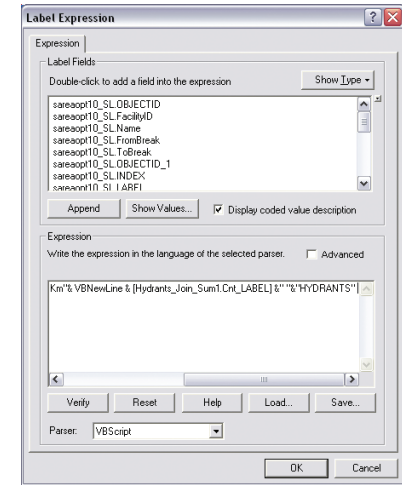 Label Expression
Expression
Label Fields
Double-click to add a field into the expression
Show Type
sareaopt10_SL.OBJECTID
sareaopt10_SL.FacilityID
sareaopt10_SL.Name
sareaopt10_SL.FromBreak
sareaopt10_SL.ToBreak
sareaopt10_SL.OBJECTID_1
sareaopt10_SL.INDEX
sareaopt10_SL.LABEL
Append
Show Values...
Display coded value description
Expression
Write the expression in the language of the selected parser.
Advanced
Km"& VBNewLine & [Hydrants_Join_Sum1.Cnt_LABEL] &" "&"HYDRANTS"
Verify
Reset
Help
Load...
Save...
Parser:
VBScript
OK
Cancel